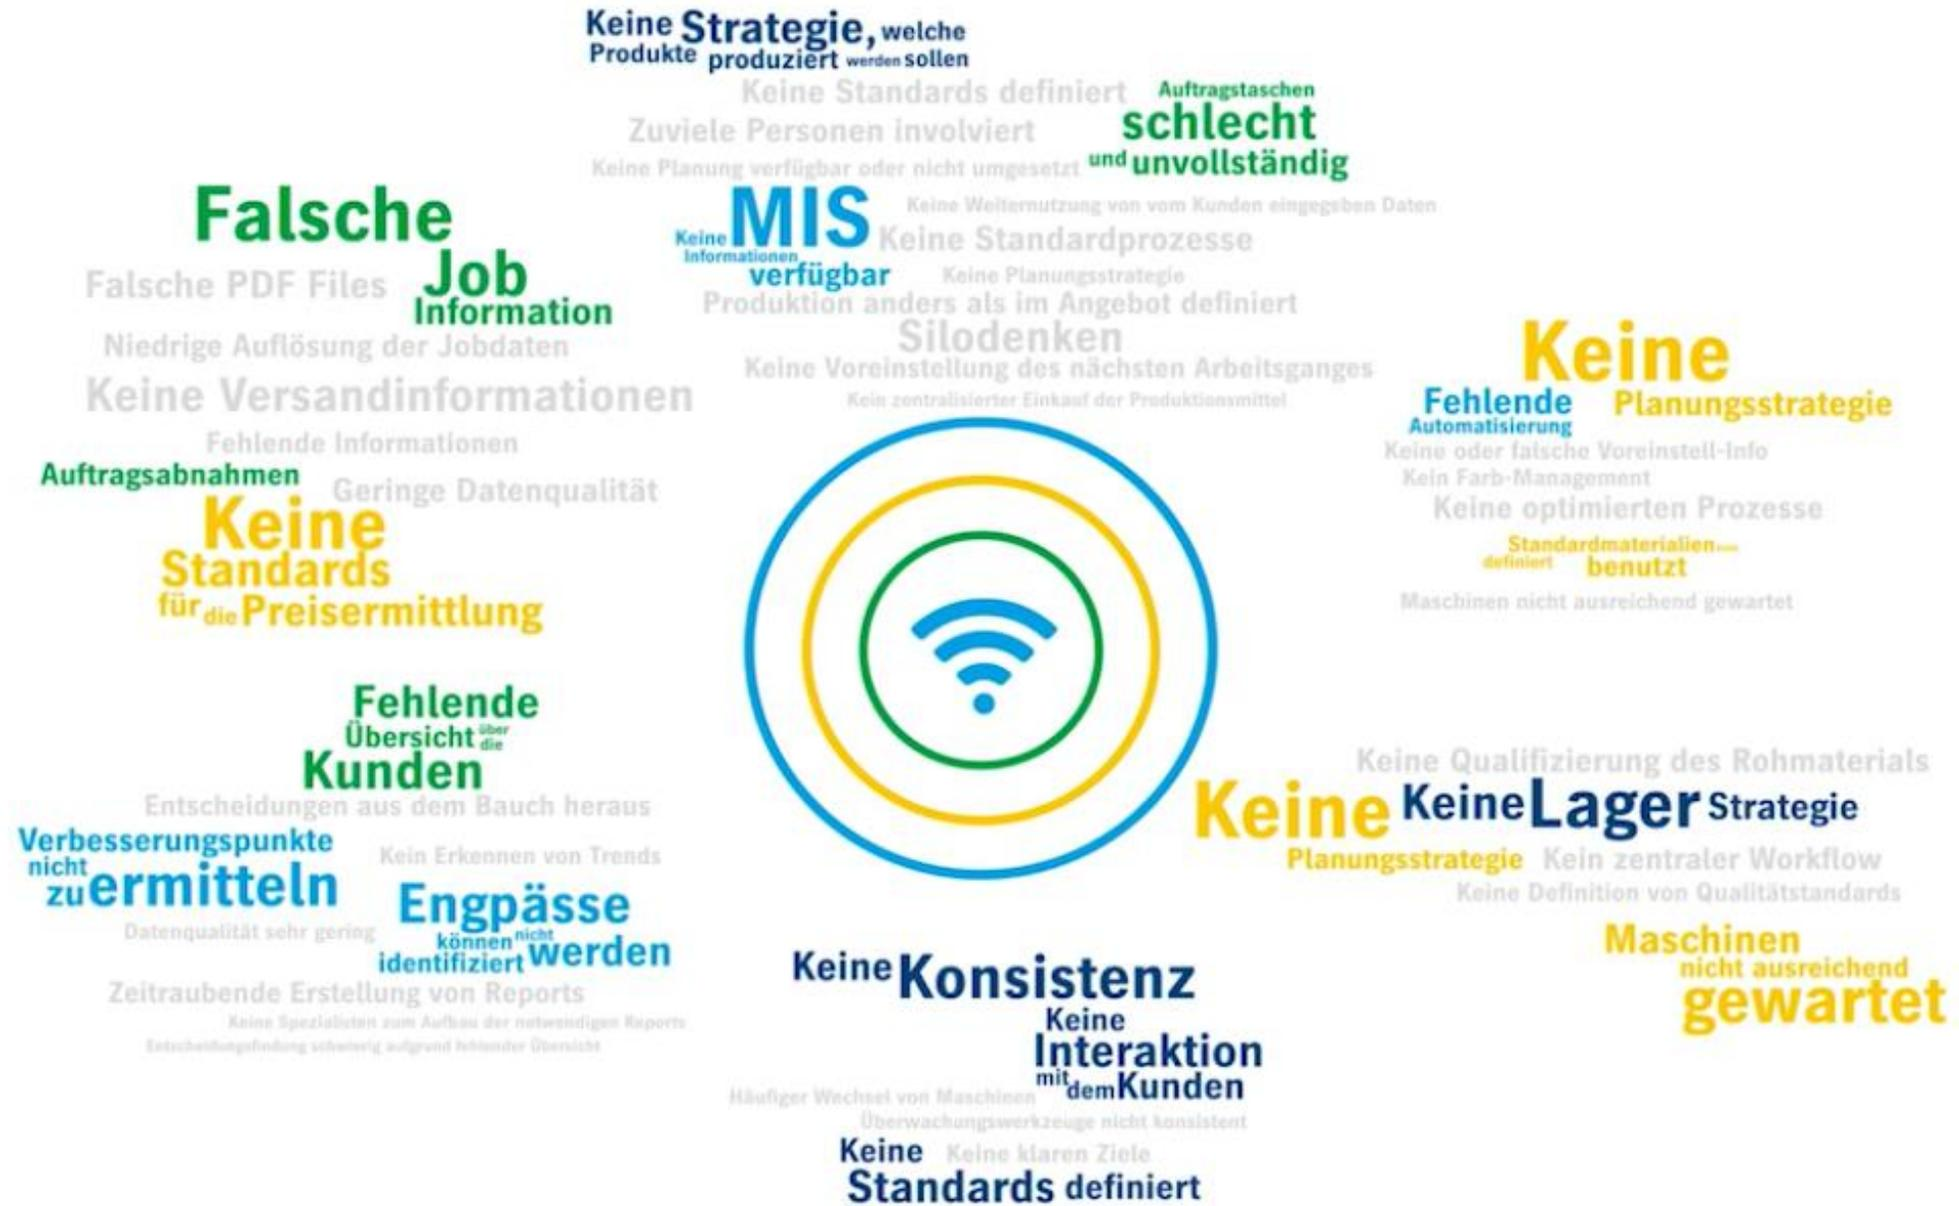 Keine Strategie, welche
Produkte produziert werden sollen
Keine Standards definiert
Zuviele Personen involviert
Keine Planung verfügbar oder nicht umgesetzt
Auftragstaschen
schlecht
und unvollständig
Keine MIS
Informationen
verfügbar
Keine Weiternutzung von vom Kunden eingegeben Daten
Keine Standardprozesse
Keine Planungsstrategie
Produktion anders als im Angebot definiert
Silodenken
Keine Voreinstellung des nächsten Arbeitsganges
Kein zentralisierter Einkauf der Produktionsmittel
Falsche
Job
Information
Falsche PDF Files
Niedrige Auflösung der Jobdaten
Keine Versandinformationen
Fehlende Informationen
Auftragsabnahmen
Geringe Datenqualität
Keine
Standards
für die Preisermittlung
Keine
Planungsstrategie
Fehlende
Automatisierung
Keine oder falsche Voreinstell-Info
Kein Farb-Management
Keine optimierten Prozesse
Standardmaterialien
definiert benutzt
Maschinen nicht ausreichend gewartet
Fehlende
Übersicht über
die
Kunden
Entscheidungen aus dem Bauch heraus
Verbesserungspunkte
nicht
zu ermitteln
Kein Erkennen von Trends
Engpässe
können nicht
identifiziert werden
Datenqualität sehr gering
Zeitraubende Erstellung von Reports
Keine Spezialisten zum Aufbau der notwendigen Reports
Entscheidungsfindung schwierig aufgrund fehlender Übersicht
Keine Qualifizierung des Rohmaterials
Keine
Planungsstrategie
Keine Lager Strategie
Kein zentraler Workflow
Keine Definition von Qualitätstandards
Maschinen
nicht ausreichend
gewartet
Keine Konsistenz
Keine
Interaktion
mit dem Kunden
Häufiger Wechsel von Maschinen
Überwachungswerkzeuge nicht konsistent
Keine klaren Ziele
Keine
Standards definiert